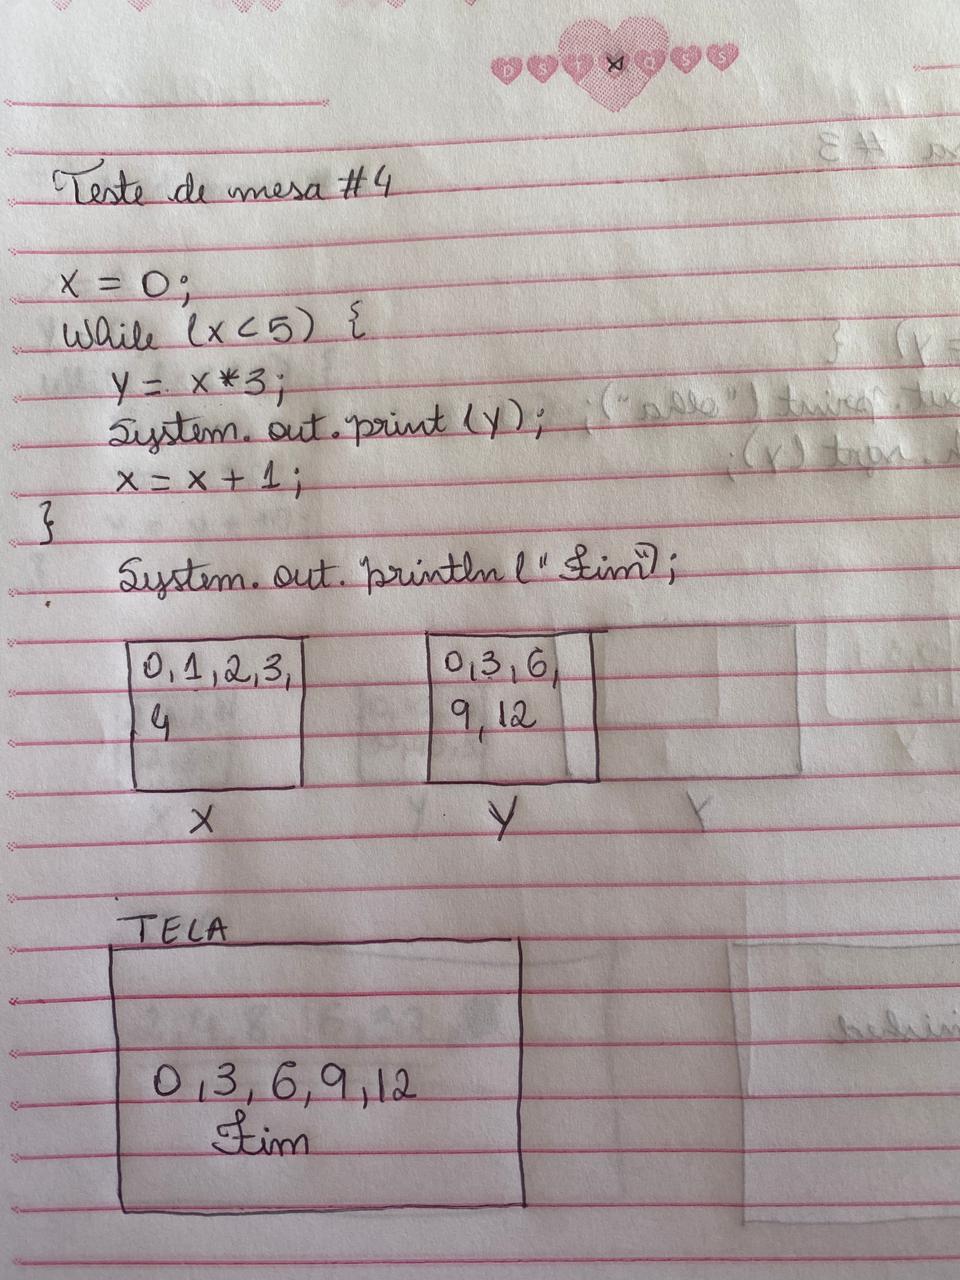 D S T X Q S S
Teste de mesa #4
x = 0;
while (x<5) {
y = x*3;
System.out.print (y);
x = x + 1;
}
System.out.println ("Fim");
0,1,2,3,
4
0,3,6,
9,12
X
Y
TELA
0,3,6,9,12
Fim